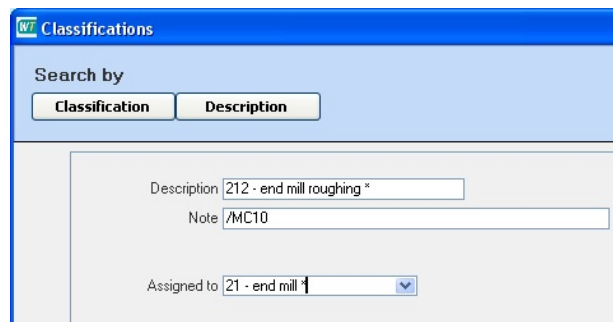 WT Classifications
Search by
Classification Description
Description 212 - end mill roughing *
Note /MC10
Assigned to 21 - end mill *